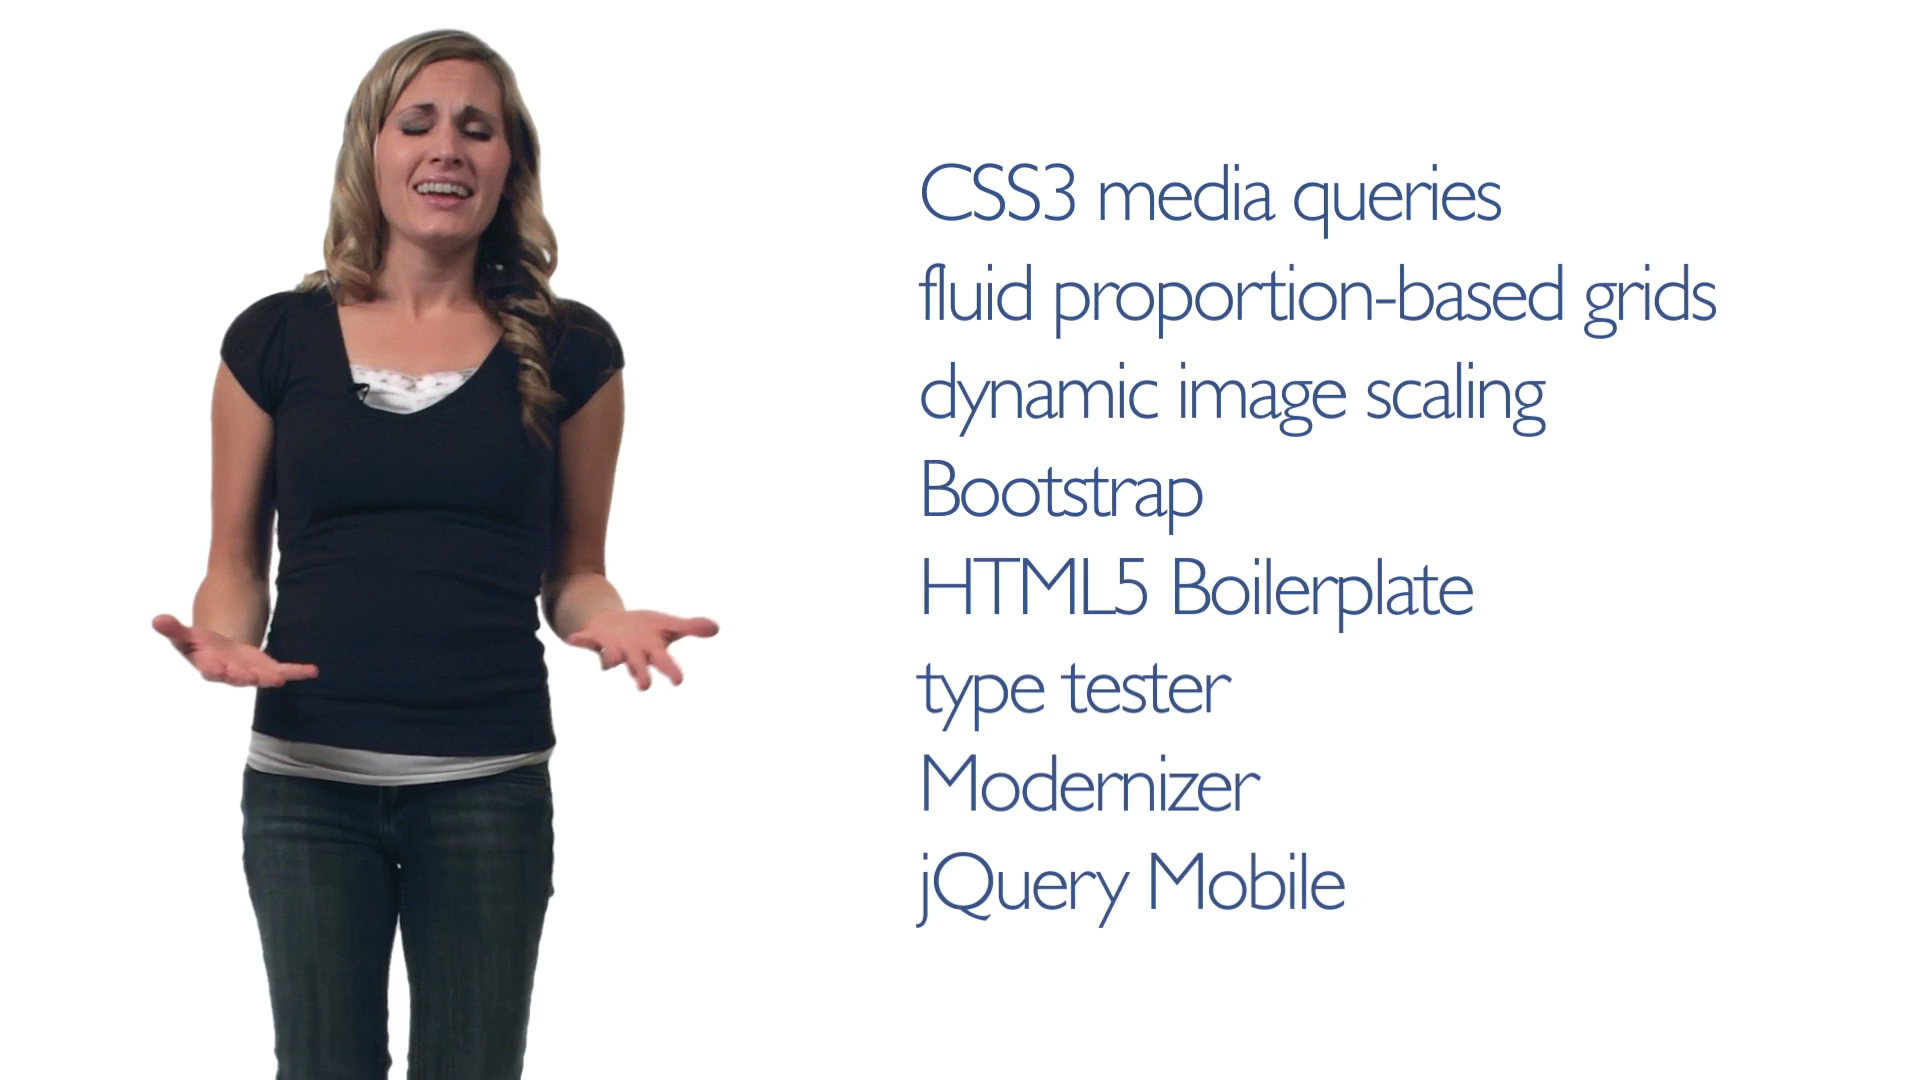 CSS3 media queries
fluid proportion-based grids
dynamic image scaling
Bootstrap
HTML5 Boilerplate
type tester
Modernizer
jQuery Mobile